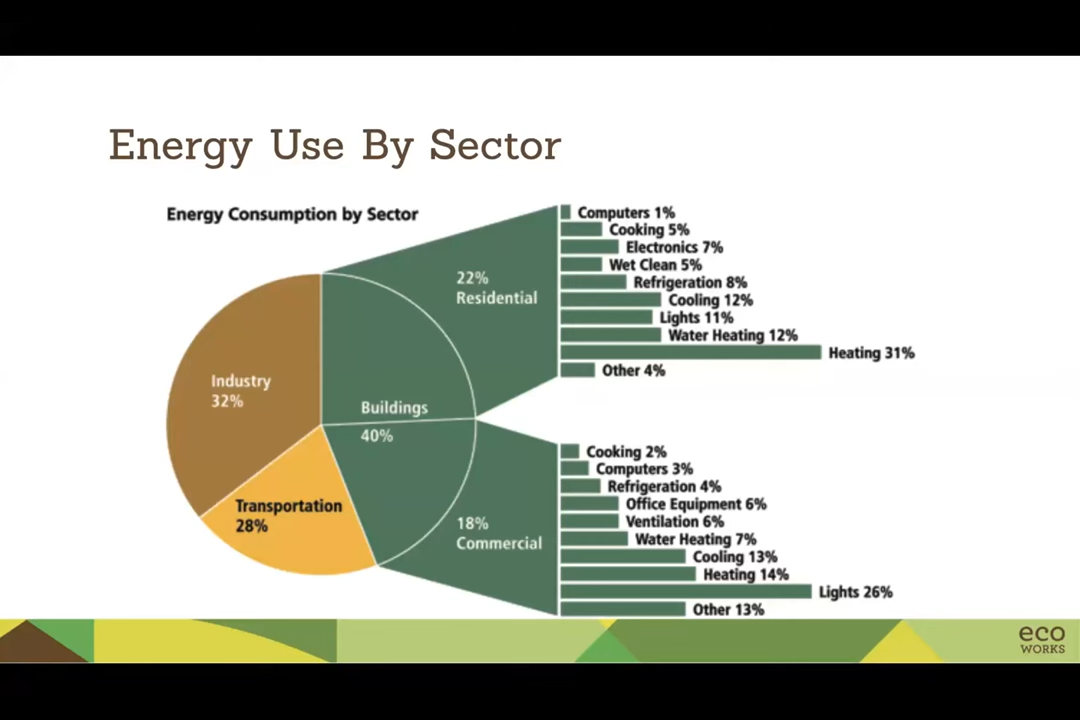 Energy Use By Sector
Energy Consumption by Sector
Industry
32%
Transportation
28%
Buildings
40%
22%
Residential
Computers 1%
Cooking 5%
Electronics 7%
Wet Clean 5%
Refrigeration 8%
Cooling 12%
Lights 11%
Water Heating 12%
Heating 31%
Other 4%
18%
Commercial
Cooking 2%
Computers 3%
Refrigeration 4%
Office Equipment 6%
Ventilation 6%
Water Heating 7%
Cooling 13%
Heating 14%
Lights 26%
Other 13%
eco
WORKS